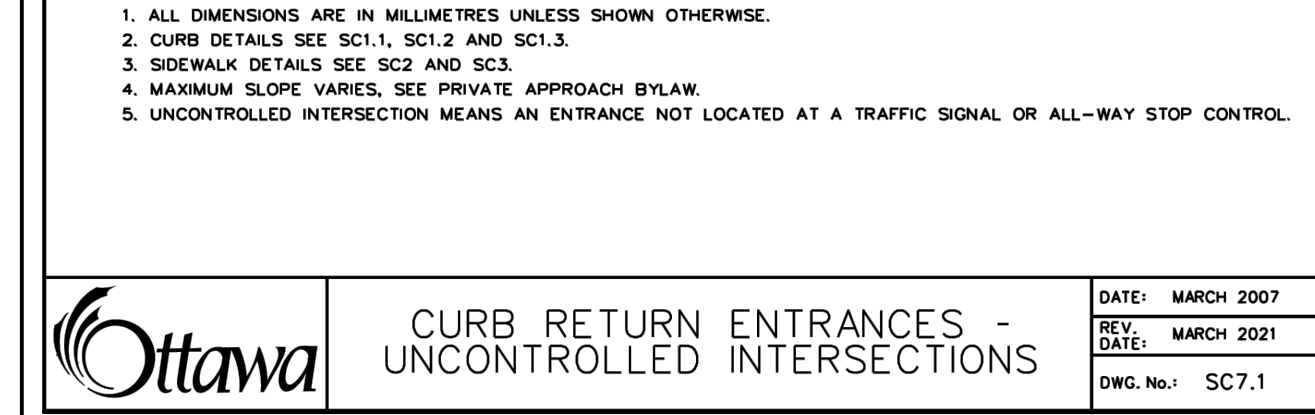 1. ALL DIMENSIONS ARE IN MILLIMETRES UNLESS SHOWN OTHERWISE.
2. CURB DETAILS SEE SC1.1, SC1.2 AND SC1.3.
3. SIDEWALK DETAILS SEE SC2 AND SC3.
4. MAXIMUM SLOPE VARIES, SEE PRIVATE APPROACH BYLAW.
5. UNCONTROLLED INTERSECTION MEANS AN ENTRANCE NOT LOCATED AT A TRAFFIC SIGNAL OR ALL-WAY STOP CONTROL.
Ottawa
CURB RETURN ENTRANCES -
UNCONTROLLED INTERSECTIONS
DATE: MARCH 2007
REV. DATE: MARCH 2021
DWG. No.: SC7.1